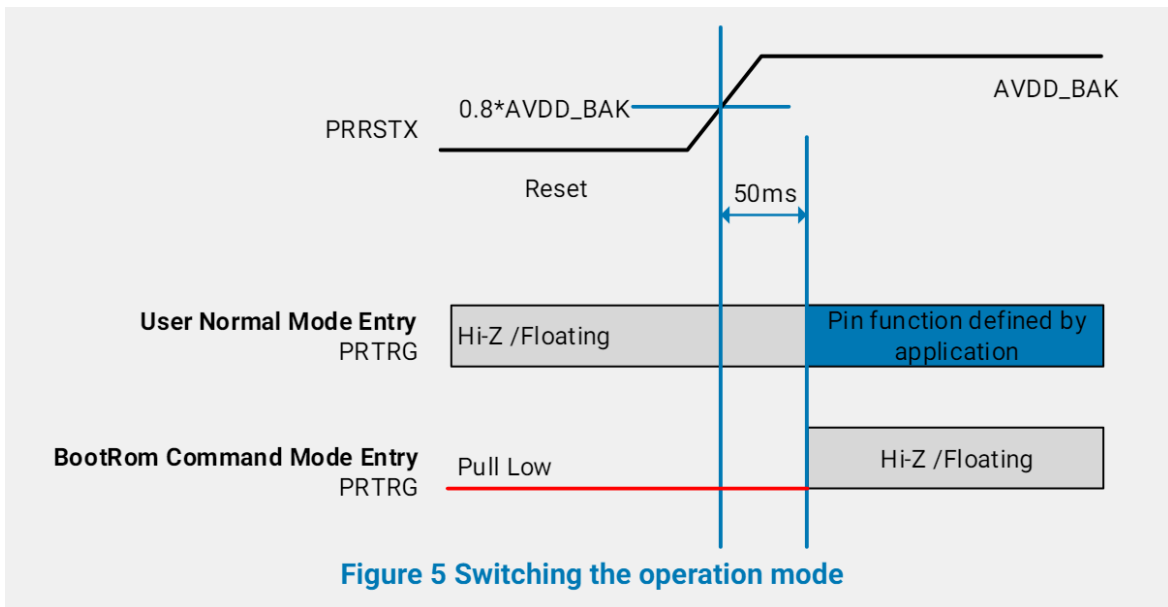 0.8*AVDD_BAK
AVDD_BAK
PRRSTX
Reset
50ms
User Normal Mode Entry
PRTRG
Hi-Z /Floating
Pin function defined by
application
BootRom Command Mode Entry
PRTRG
Pull Low
Hi-Z /Floating
Figure 5 Switching the operation mode